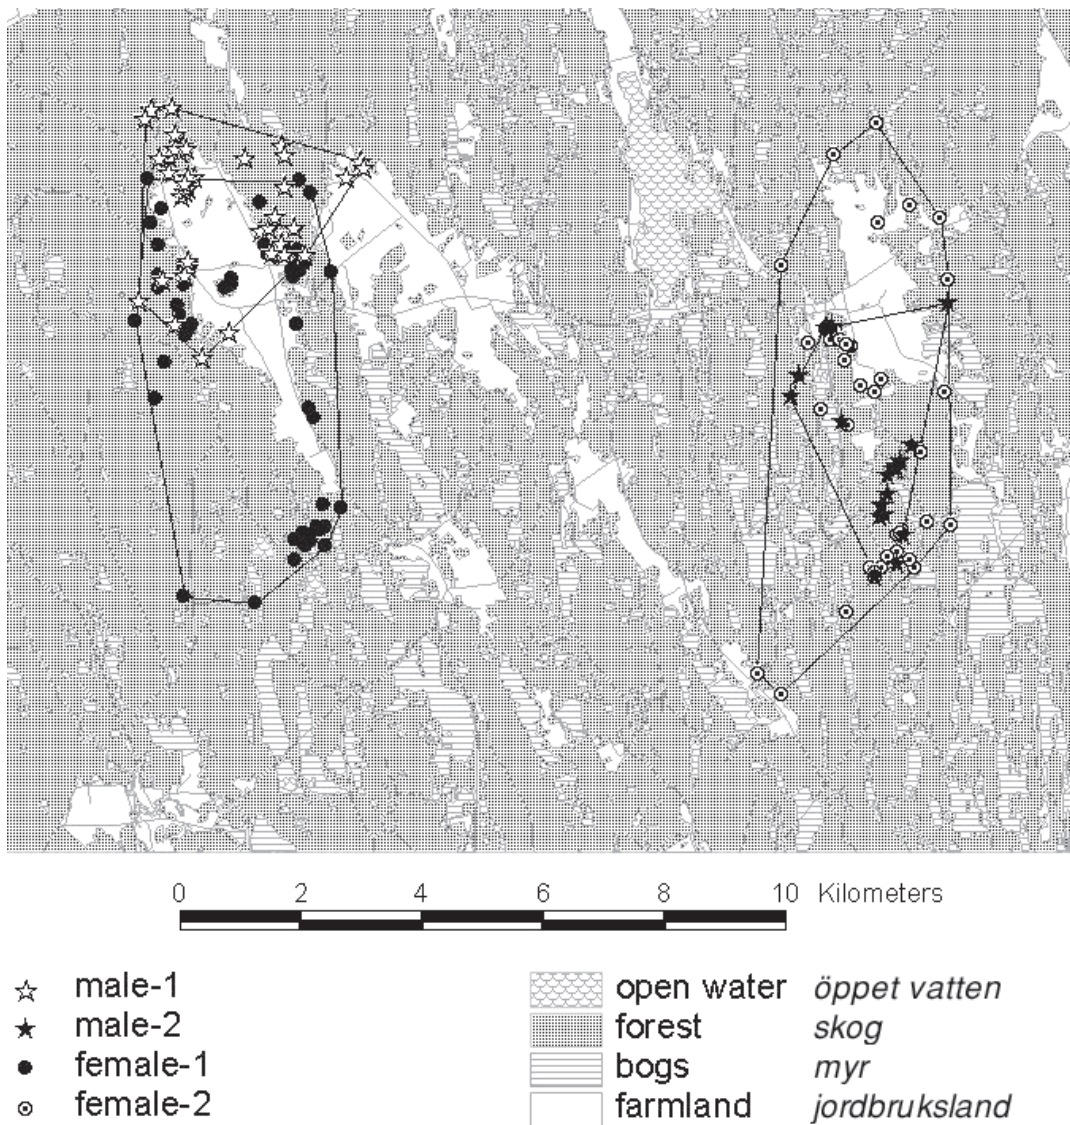 0 2 4 6 8 10 Kilometers
male-1
male-2
female-1
female-2
open water öppet vatten
forest skog
bogs myr
farmland jordbruksland